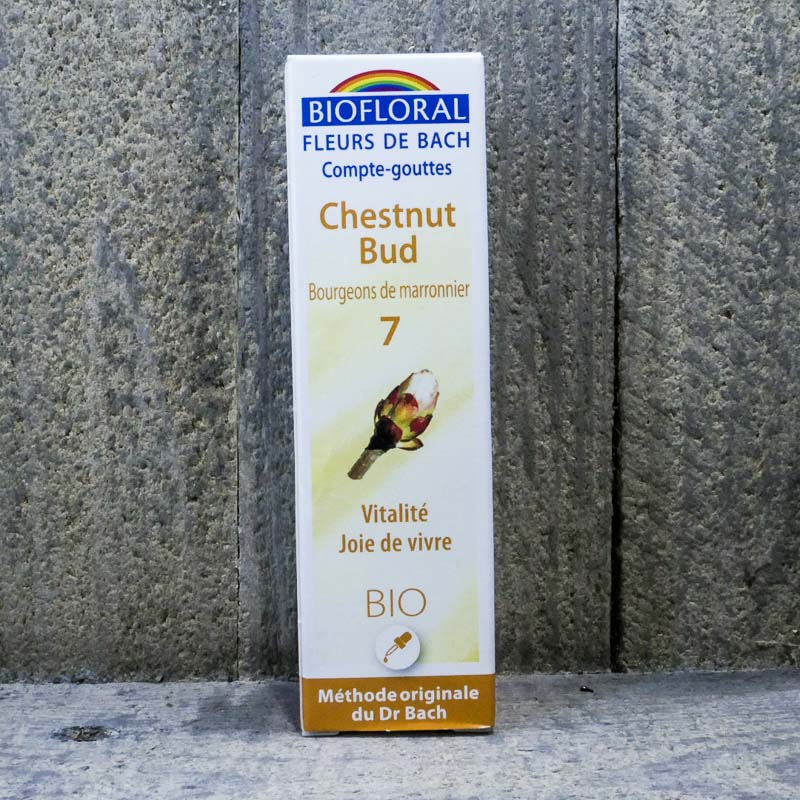 BIOFLORAL
FLEURS DE BACH
Compte-gouttes
Chestnut
Bud
Bourgeons de marronnier
7
Vitalité
Joie de vivre
BIO
Méthode originale
du Dr Bach